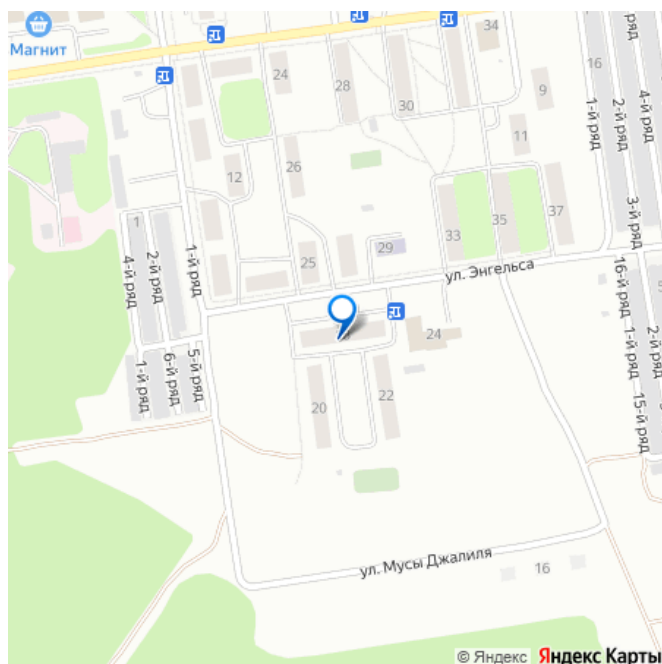 Магнит
34
24
28
30
16
9
4-й ряд
2-й ряд
1-й ряд
11
12
26
1
3-й ряд
33
35
37
2-й ряд
1-й ряд
4-й ряд
29
25
ул. Энгельса
16-й ряд
1-й ряд
2-й ряд
24
1-й ряд
6-й ряд
5-й ряд
20
22
15-й ряд
ул. Мусы Джалиля
16
© Яндекс Яндекс Карты